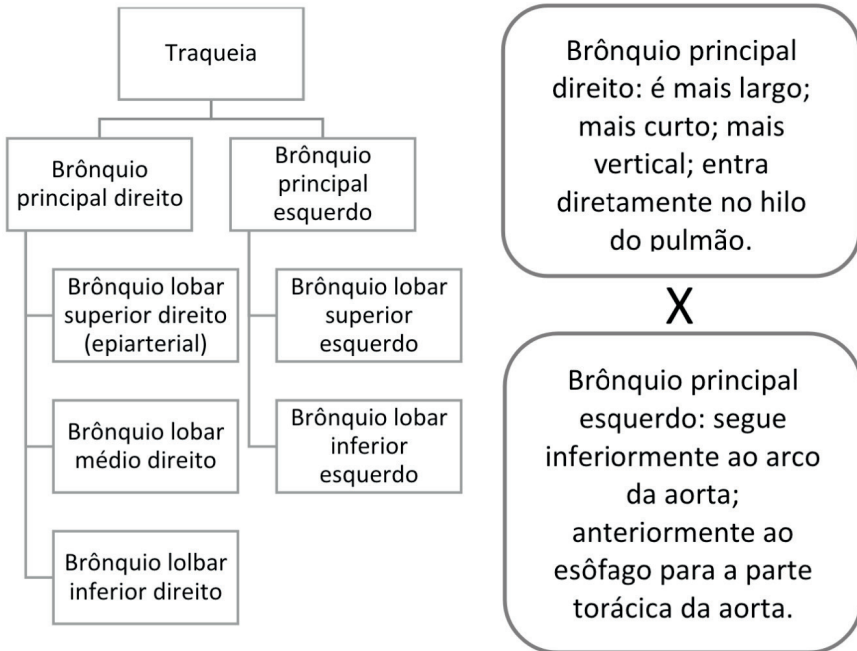 Traqueia
Brônquio
principal direito
Brônquio lobar
superior direito
(epiarterial)
Brônquio lobar
médio direito
Brônquio lolbar
inferior direito
Brônquio
principal
esquerdo
Brônquio lobar
superior
esquerdo
Brônquio lobar
inferior
esquerdo
Brônquio principal
direito: é mais largo;
mais curto; mais
vertical; entra
diretamente no hilo
do pulmão.
X
Brônquio principal
esquerdo: segue
inferiormente ao arco
da aorta;
anteriormente ao
esôfago para a parte
torácica da aorta.